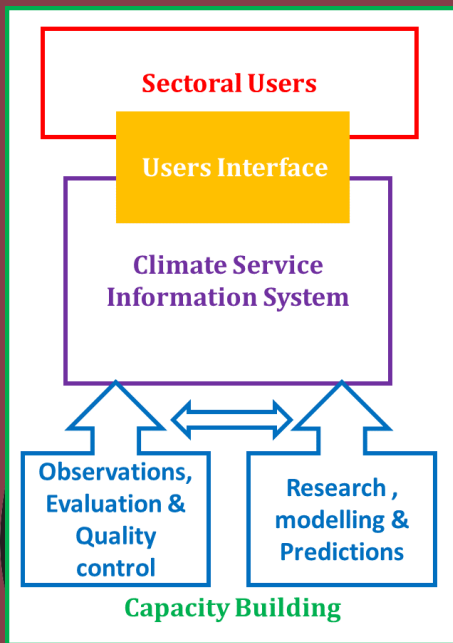 Sectoral Users
Users Interface
Climate Service
Information System
Observations,
Evaluation &
Quality
control
Research ,
modelling &
Predictions
Capacity Building